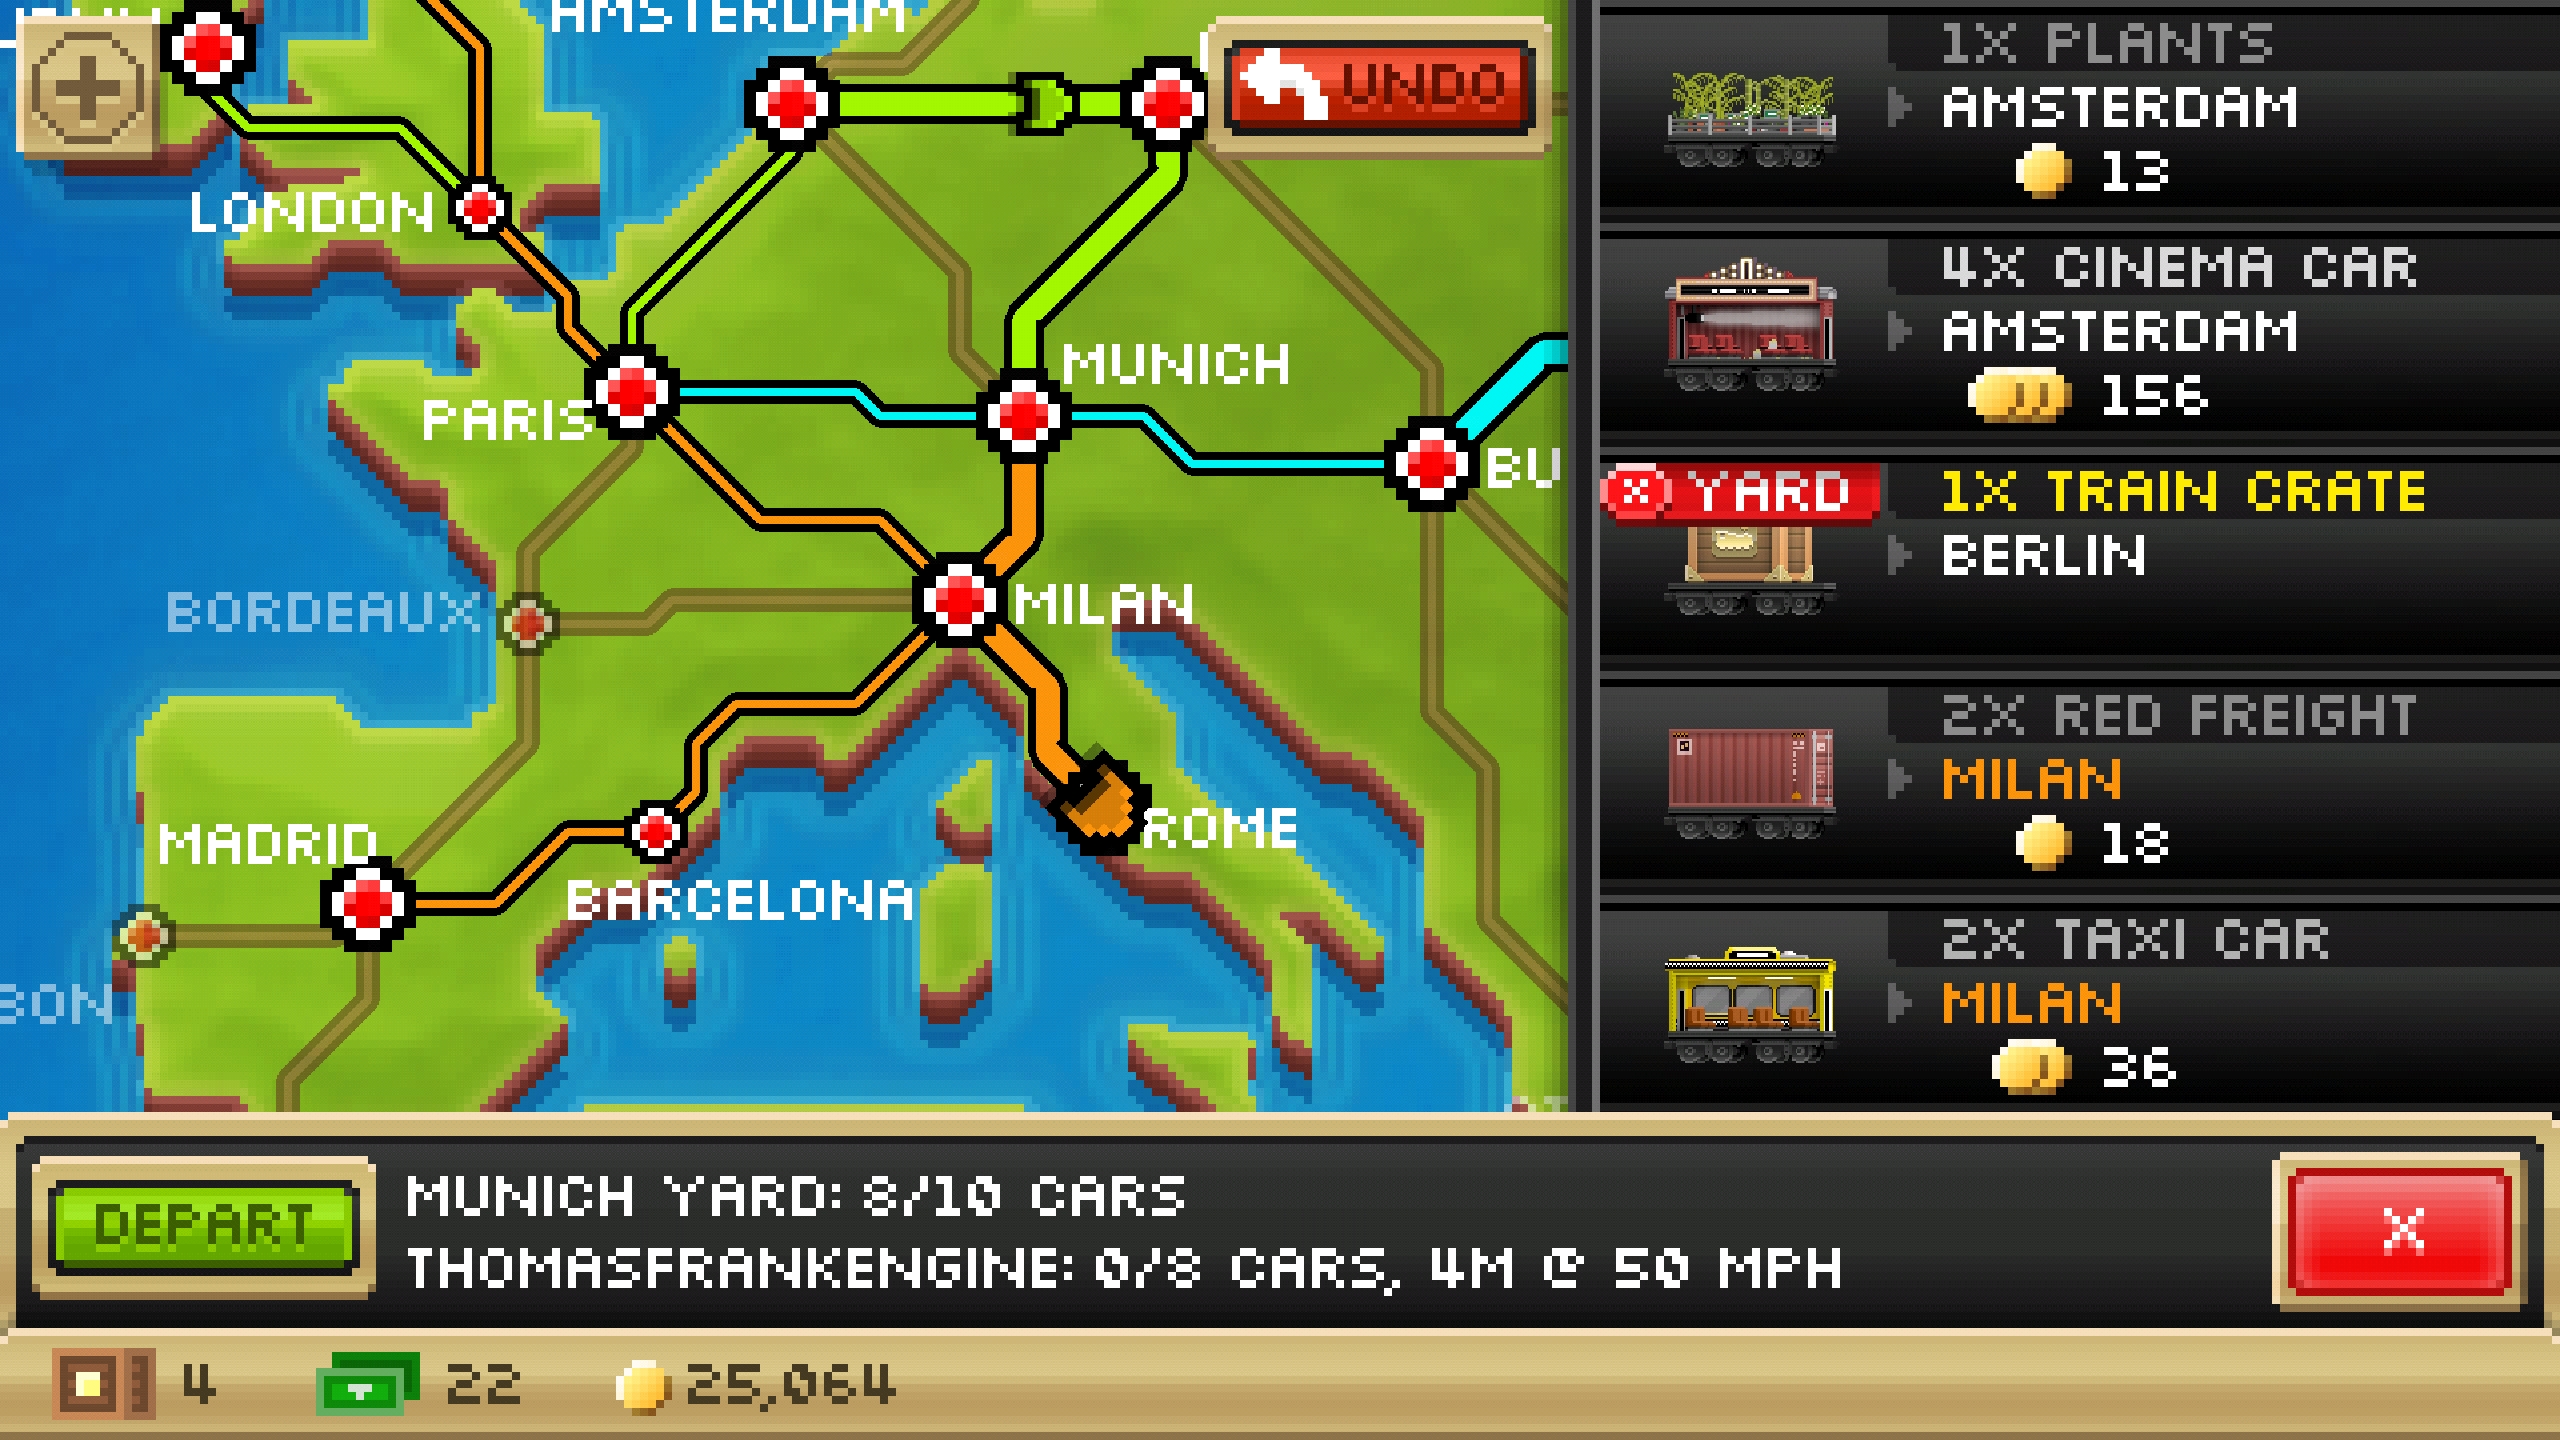 AMSTERDAM
UNDO
LONDON
MUNICH
PARIS
BU
BORDEAUX
MILAN
MADRID
ROME
BARCELONA
BON
1X PLANTS
AMSTERDAM
13
4X CINEMA CAR
AMSTERDAM
156
X YARD
1X TRAIN CRATE
BERLIN
2X RED FREIGHT
MILAN
18
2X TAXI CAR
MILAN
36
DEPART
MUNICH YARD: 8/10 CARS
THOMASFRANKENGINE: 0/8 CARS, 4M @ 50 MPH
X
4
22
25,064